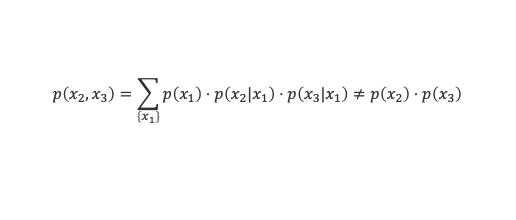 p(x₂, x₃) = ∑ p(x₁) · p(x₂|x₁) · p(x₃|x₁) ≠ p(x₂) · p(x₃)
{x₁}